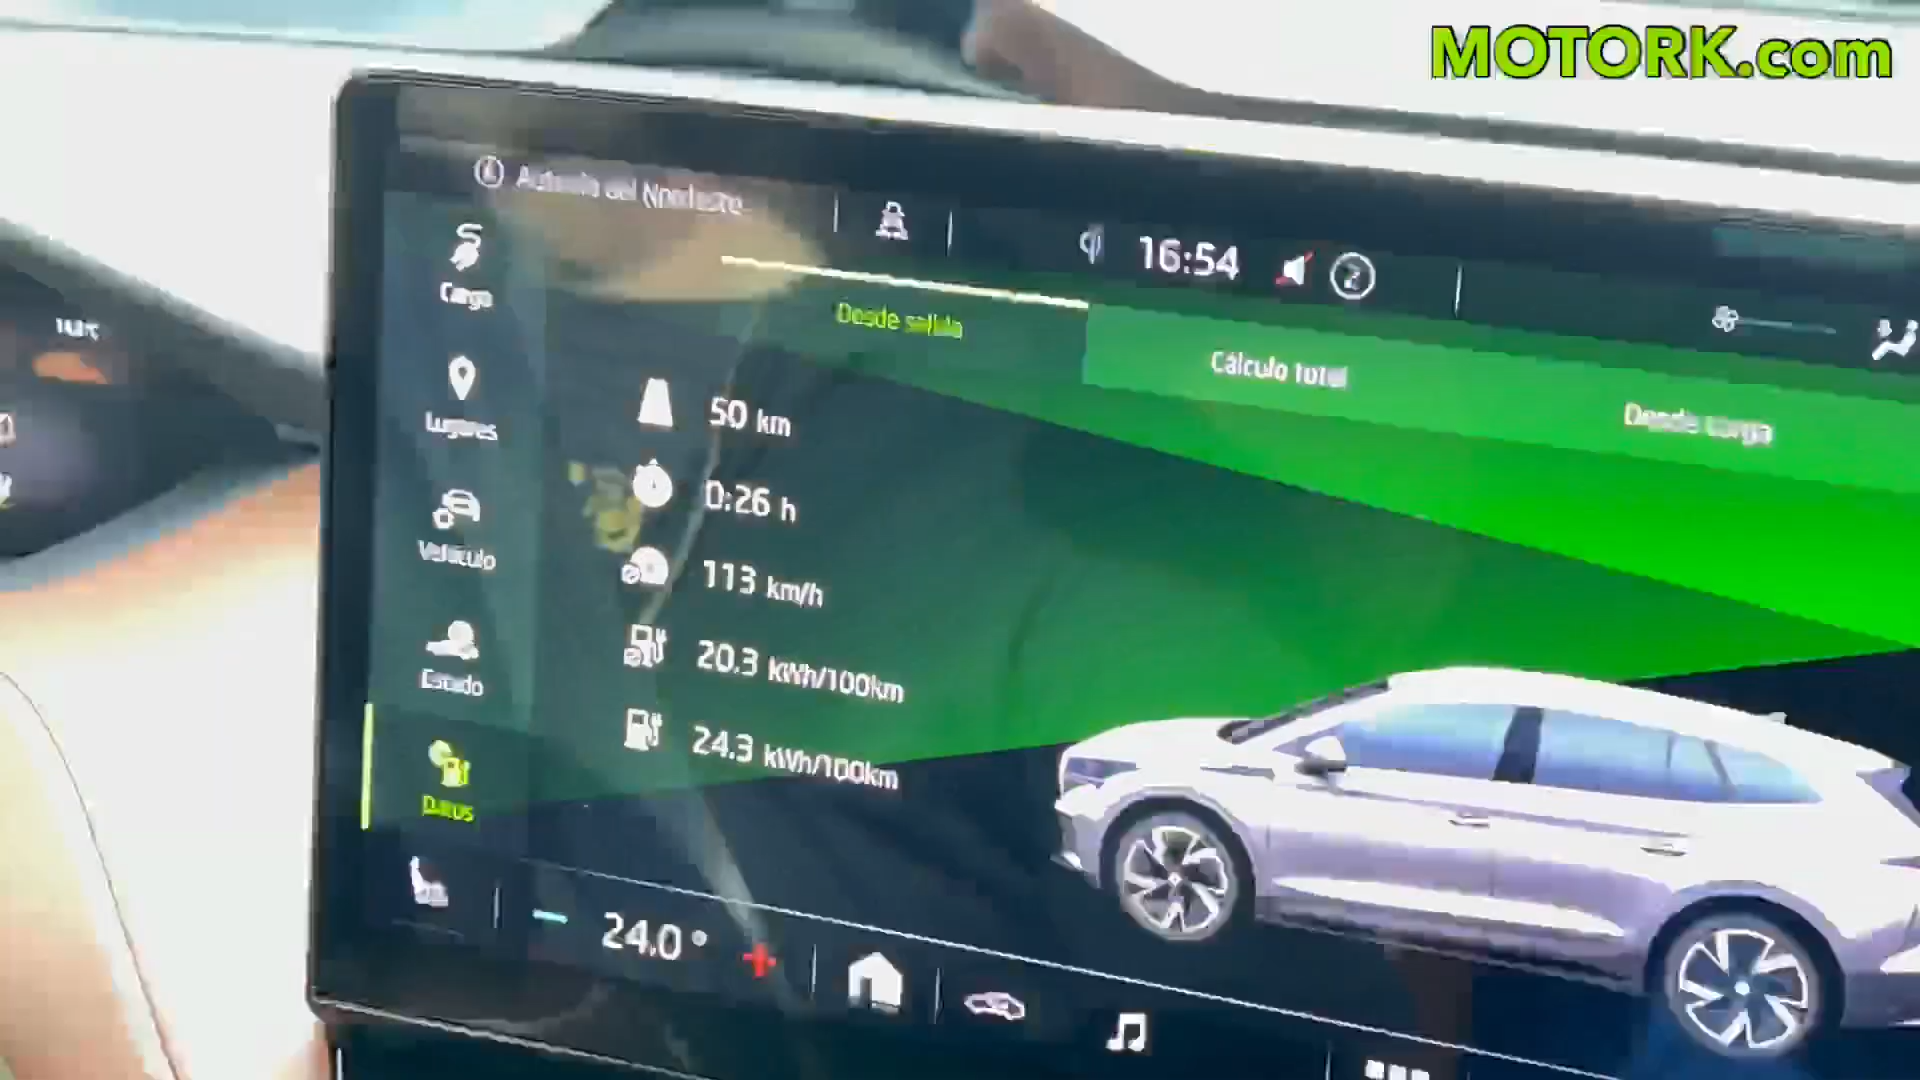 MOTORK.com
Autovía del Nordeste
16:54
2
Carga
Desde salida
Cálculo total
Desde carga
50 km
Lugares
0:26 h
Vehículo
113 km/h
20.3 kWh/100km
Estado
24.3 kWh/100km
Datos
24.0°